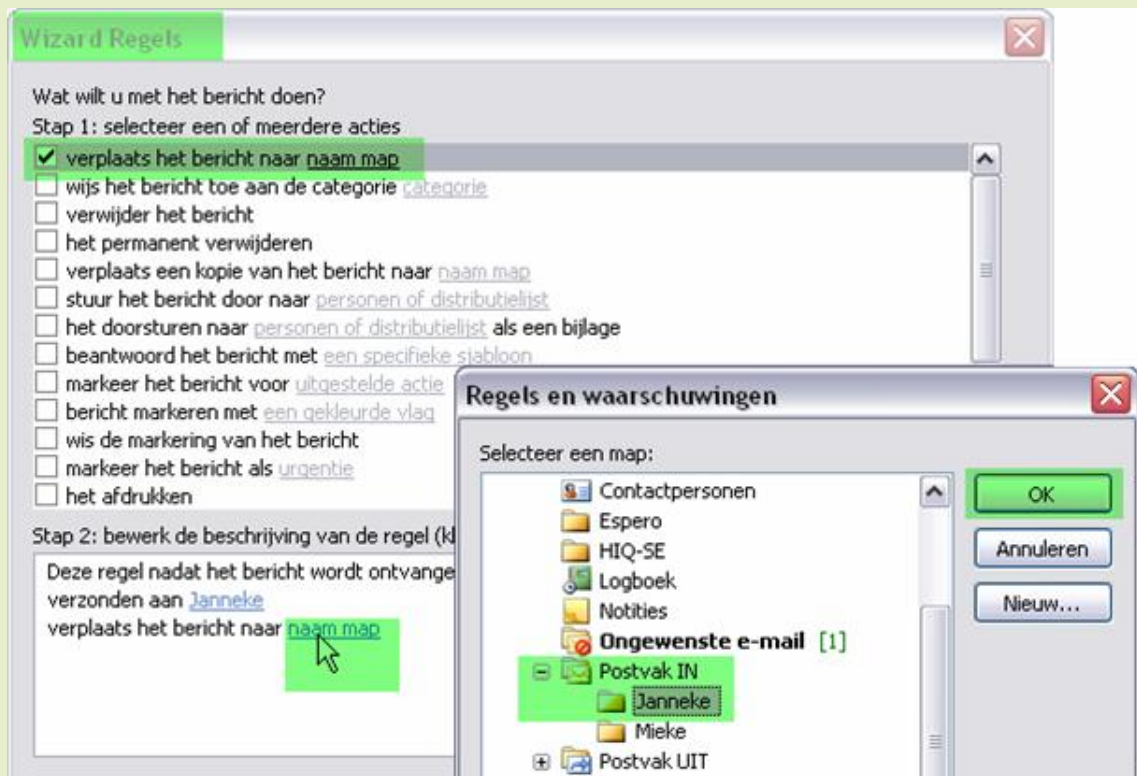 Wizard Regels
Wat wilt u met het bericht doen?
Stap 1: selecteer een of meerdere acties
verplaats het bericht naar naam map
wijs het bericht toe aan de categorie categorie
verwijder het bericht
het permanent verwijderen
verplaats een kopie van het bericht naar naam map
stuur het bericht door naar personen of distributielijst
het doorsturen naar personen of distributielijst als een bijlage
beantwoord het bericht met een specifieke sjabloon
markeer het bericht voor uitgestelde actie
bericht markeren met een gekleurde vlag
wis de markering van het bericht
markeer het bericht als urgentie
het afdrukken
Stap 2: bewerk de beschrijving van de regel (kl
Deze regel nadat het bericht wordt ontvange
verzonden aan Janneke
verplaats het bericht naar naam map
Regels en waarschuwingen
Selecteer een map:
Contactpersonen
Espero
HIQ-SE
Logboek
Notities
Ongewenste e-mail [1]
Postvak IN
Janneke
Mieke
Postvak UIT
OK
Annuleren
Nieuw...